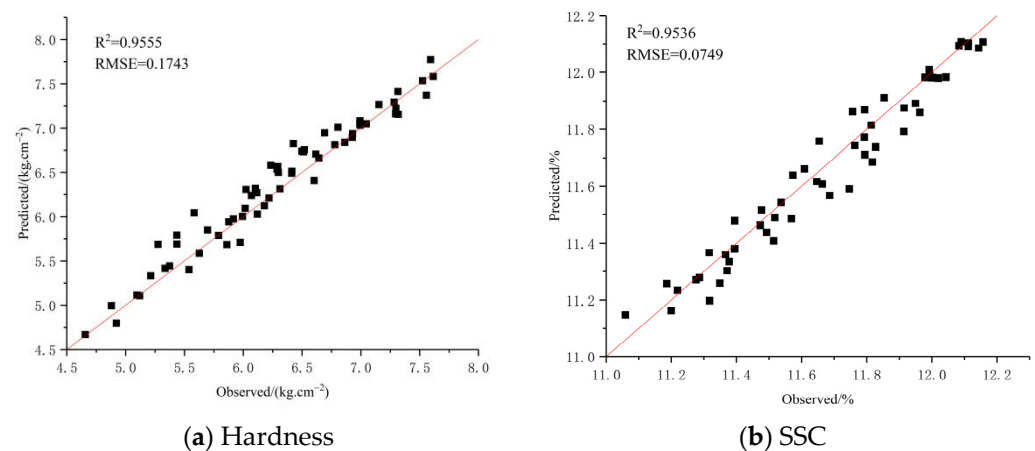 R²=0.9555
RMSE=0.1743
8.0
7.5
7.0
6.5
6.0
5.5
5.0
4.5
Predicted/(kg.cm⁻²)
4.5 5.0 5.5 6.0 6.5 7.0 7.5 8.0
Observed/(kg.cm⁻²)
(a) Hardness
R²=0.9536
RMSE=0.0749
12.2
12.0
11.8
11.6
11.4
11.2
11.0
Predicted/%
11.0 11.2 11.4 11.6 11.8 12.0 12.2
Observed/%
(b) SSC